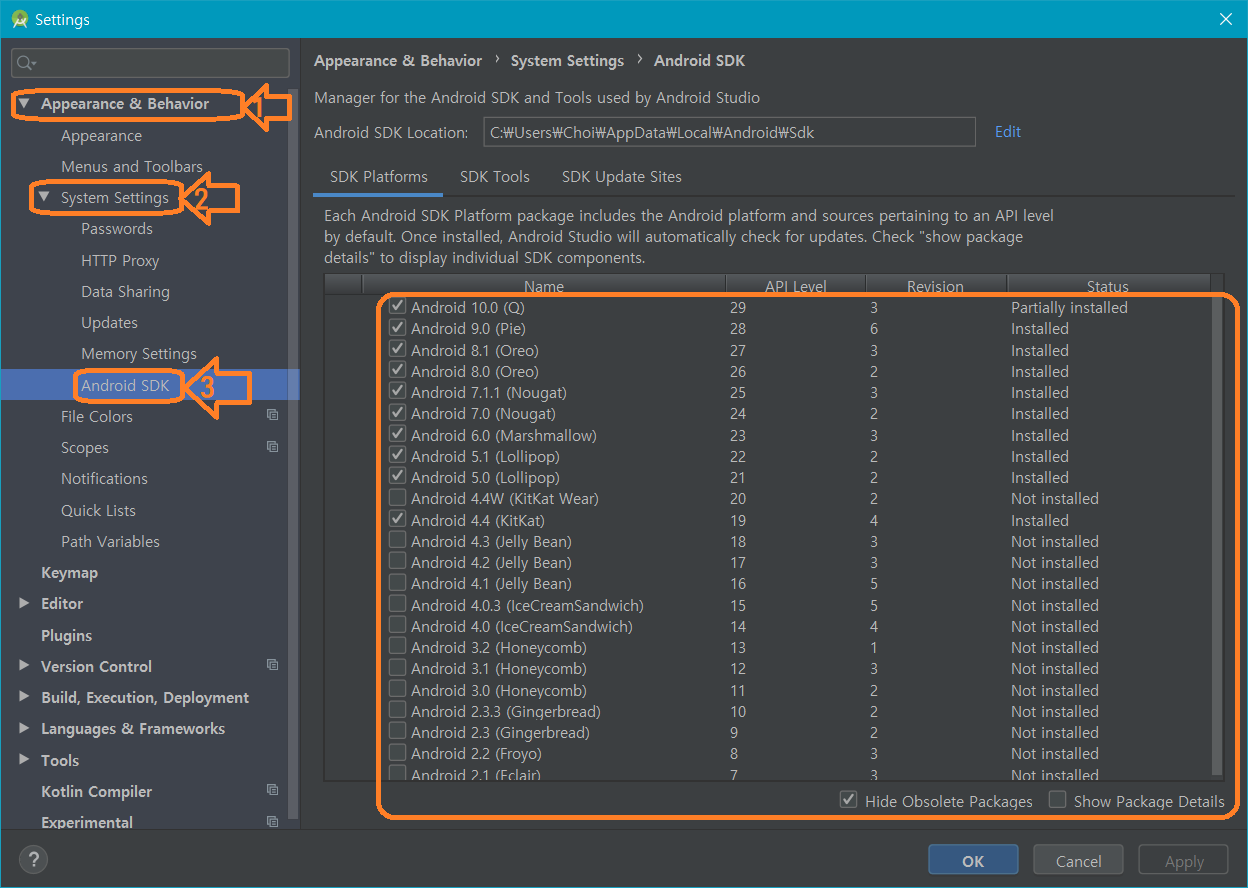 Settings
Appearance & Behavior
1
Appearance
Menus and Toolbars
System Settings
2
Passwords
HTTP Proxy
Data Sharing
Updates
Memory Settings
Android SDK
3
File Colors
Scopes
Notifications
Quick Lists
Path Variables
Keymap
Editor
Plugins
Version Control
Build, Execution, Deployment
Languages & Frameworks
Tools
Kotlin Compiler
Experimental
Appearance & Behavior › System Settings › Android SDK
Manager for the Android SDK and Tools used by Android Studio
Android SDK Location: C:₩Users₩Choi₩AppData₩Local₩Android₩Sdk Edit
SDK Platforms SDK Tools SDK Update Sites
Each Android SDK Platform package includes the Android platform and sources pertaining to an API level
by default. Once installed, Android Studio will automatically check for updates. Check "show package
details" to display individual SDK components.
Name API Level Revision Status
Android 10.0 (Q) 29 3 Partially installed
Android 9.0 (Pie) 28 6 Installed
Android 8.1 (Oreo) 27 3 Installed
Android 8.0 (Oreo) 26 2 Installed
Android 7.1.1 (Nougat) 25 3 Installed
Android 7.0 (Nougat) 24 2 Installed
Android 6.0 (Marshmallow) 23 3 Installed
Android 5.1 (Lollipop) 22 2 Installed
Android 5.0 (Lollipop) 21 2 Installed
Android 4.4W (KitKat Wear) 20 2 Not installed
Android 4.4 (KitKat) 19 4 Installed
Android 4.3 (Jelly Bean) 18 3 Not installed
Android 4.2 (Jelly Bean) 17 3 Not installed
Android 4.1 (Jelly Bean) 16 5 Not installed
Android 4.0.3 (IceCreamSandwich) 15 5 Not installed
Android 4.0 (IceCreamSandwich) 14 4 Not installed
Android 3.2 (Honeycomb) 13 1 Not installed
Android 3.1 (Honeycomb) 12 3 Not installed
Android 3.0 (Honeycomb) 11 2 Not installed
Android 2.3.3 (Gingerbread) 10 2 Not installed
Android 2.3 (Gingerbread) 9 2 Not installed
Android 2.2 (Froyo) 8 3 Not installed
Android 2.1 (Eclair) 7 3 Not installed
Hide Obsolete Packages Show Package Details
? OK Cancel Apply